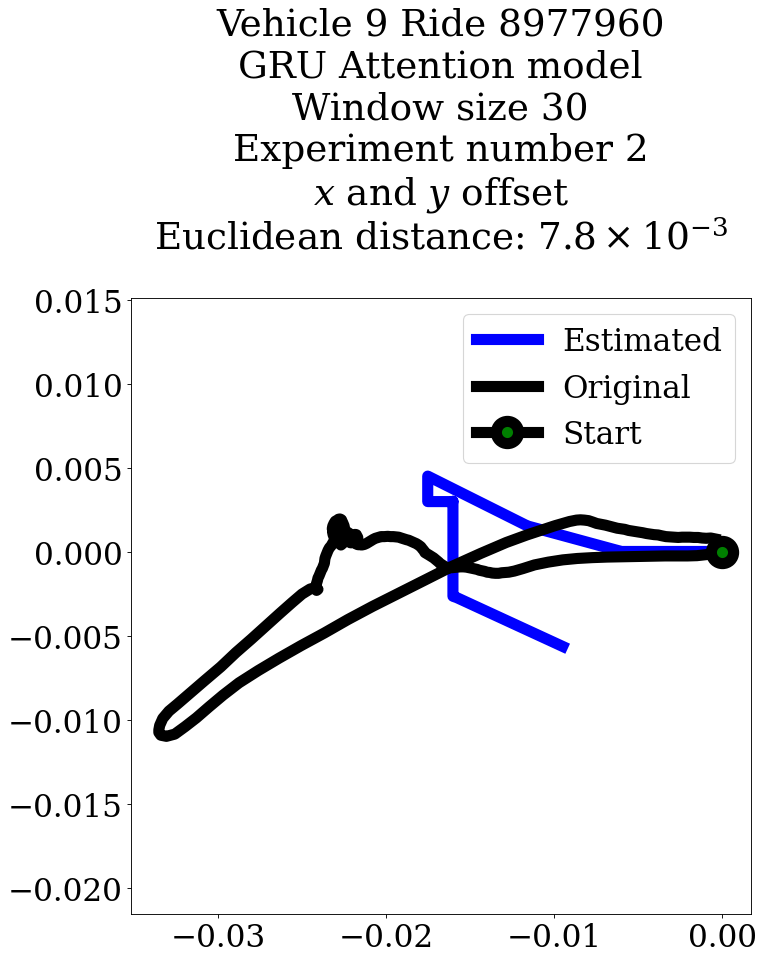 Vehicle 9 Ride 8977960
GRU Attention model
Window size 30
Experiment number 2
x and y offset
Euclidean distance: 7.8 × 10⁻³
Estimated
Original
Start
0.015
0.010
0.005
0.000
−0.005
−0.010
−0.015
−0.020
−0.03
−0.02
−0.01
0.00